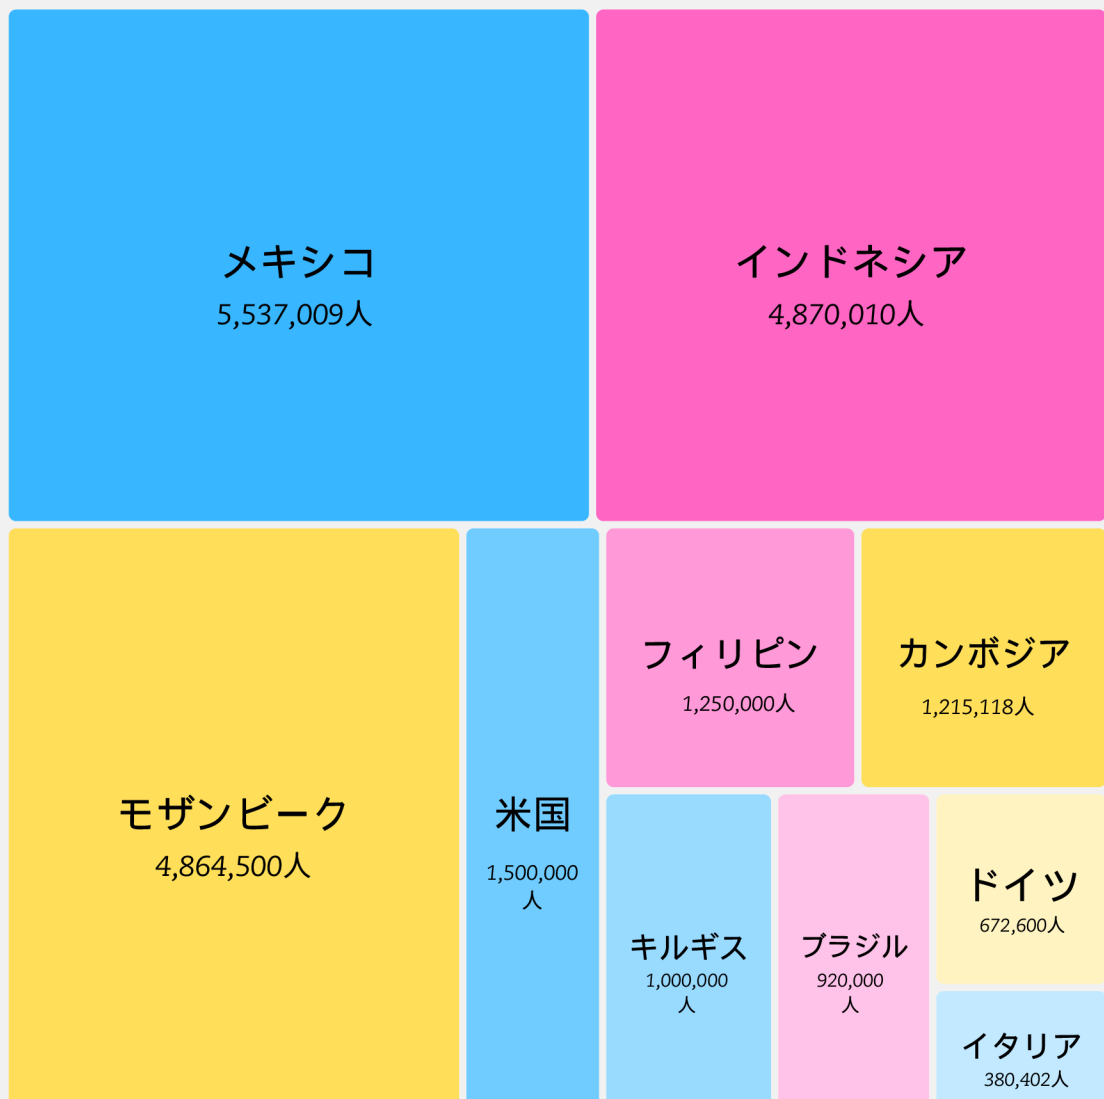 メキシコ
5,537,009人
インドネシア
4,870,010人
モザンビーク
4,864,500人
米国
1,500,000
人
フィリピン
1,250,000人
カンボジア
1,215,118人
キルギス
1,000,000
人
ブラジル
920,000
人
ドイツ
672,600人
イタリア
380,402人